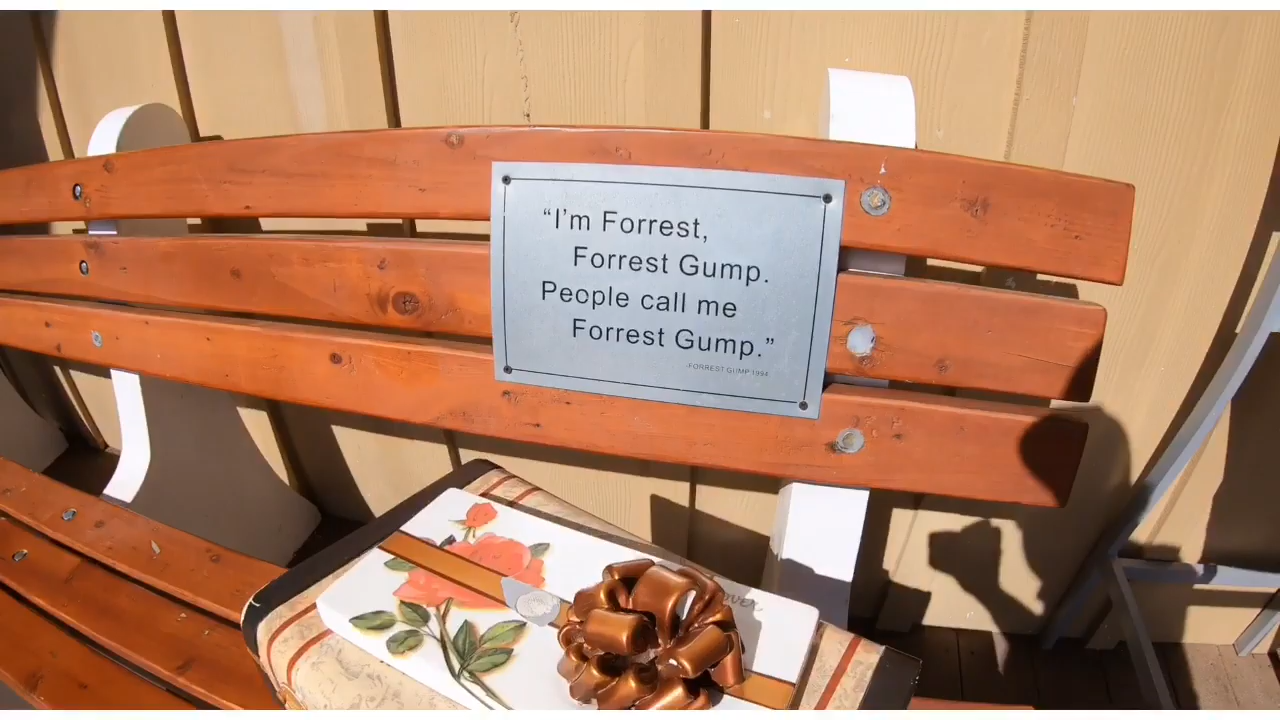 “I’m Forrest,
Forrest Gump.
People call me
Forrest Gump.”
-FORREST GUMP 1994